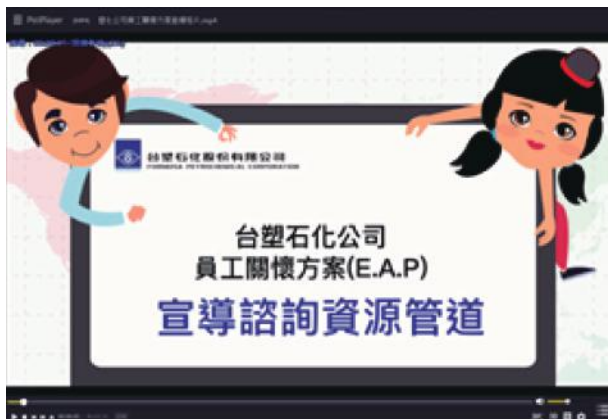 PotPlayer
台塑石化股份有限公司
FORMOSA PETROCHEMICAL CORPORATION
台塑石化公司
員工關懷方案(E.A.P)
宣導諮詢資源管道